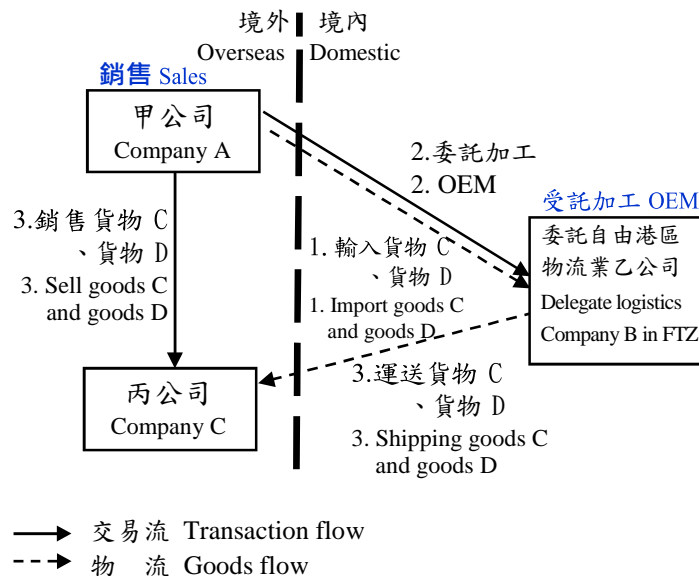 境外
境內
Overseas
Domestic
銷售 Sales
甲公司
Company A
2.委託加工
2. OEM
受託加工 OEM
委託自由港區
物流業乙公司
Delegate logistics
Company B in FTZ
3.銷售貨物 C
、貨物 D
3. Sell goods C
and goods D
1. 輸入貨物 C
、貨物 D
1. Import goods C
and goods D
丙公司
Company C
3.運送貨物 C
、貨物 D
3. Shipping goods C
and goods D
交易流 Transaction flow
物 流 Goods flow